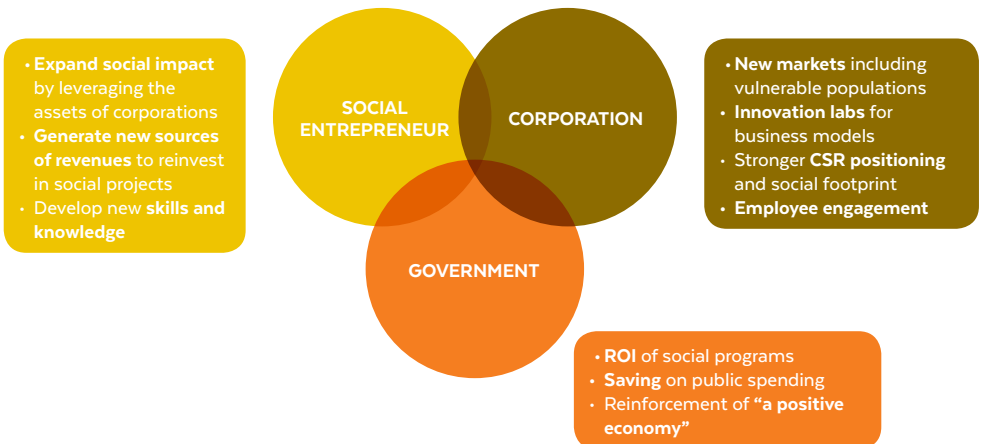 • Expand social impact
by leveraging the
assets of corporations
• Generate new sources
of revenues to reinvest
in social projects
• Develop new skills and
knowledge
SOCIAL
ENTREPRENEUR
CORPORATION
GOVERNMENT
• New markets including
vulnerable populations
• Innovation labs for
business models
• Stronger CSR positioning
and social footprint
• Employee engagement
• ROI of social programs
• Saving on public spending
• Reinforcement of “a positive
economy”